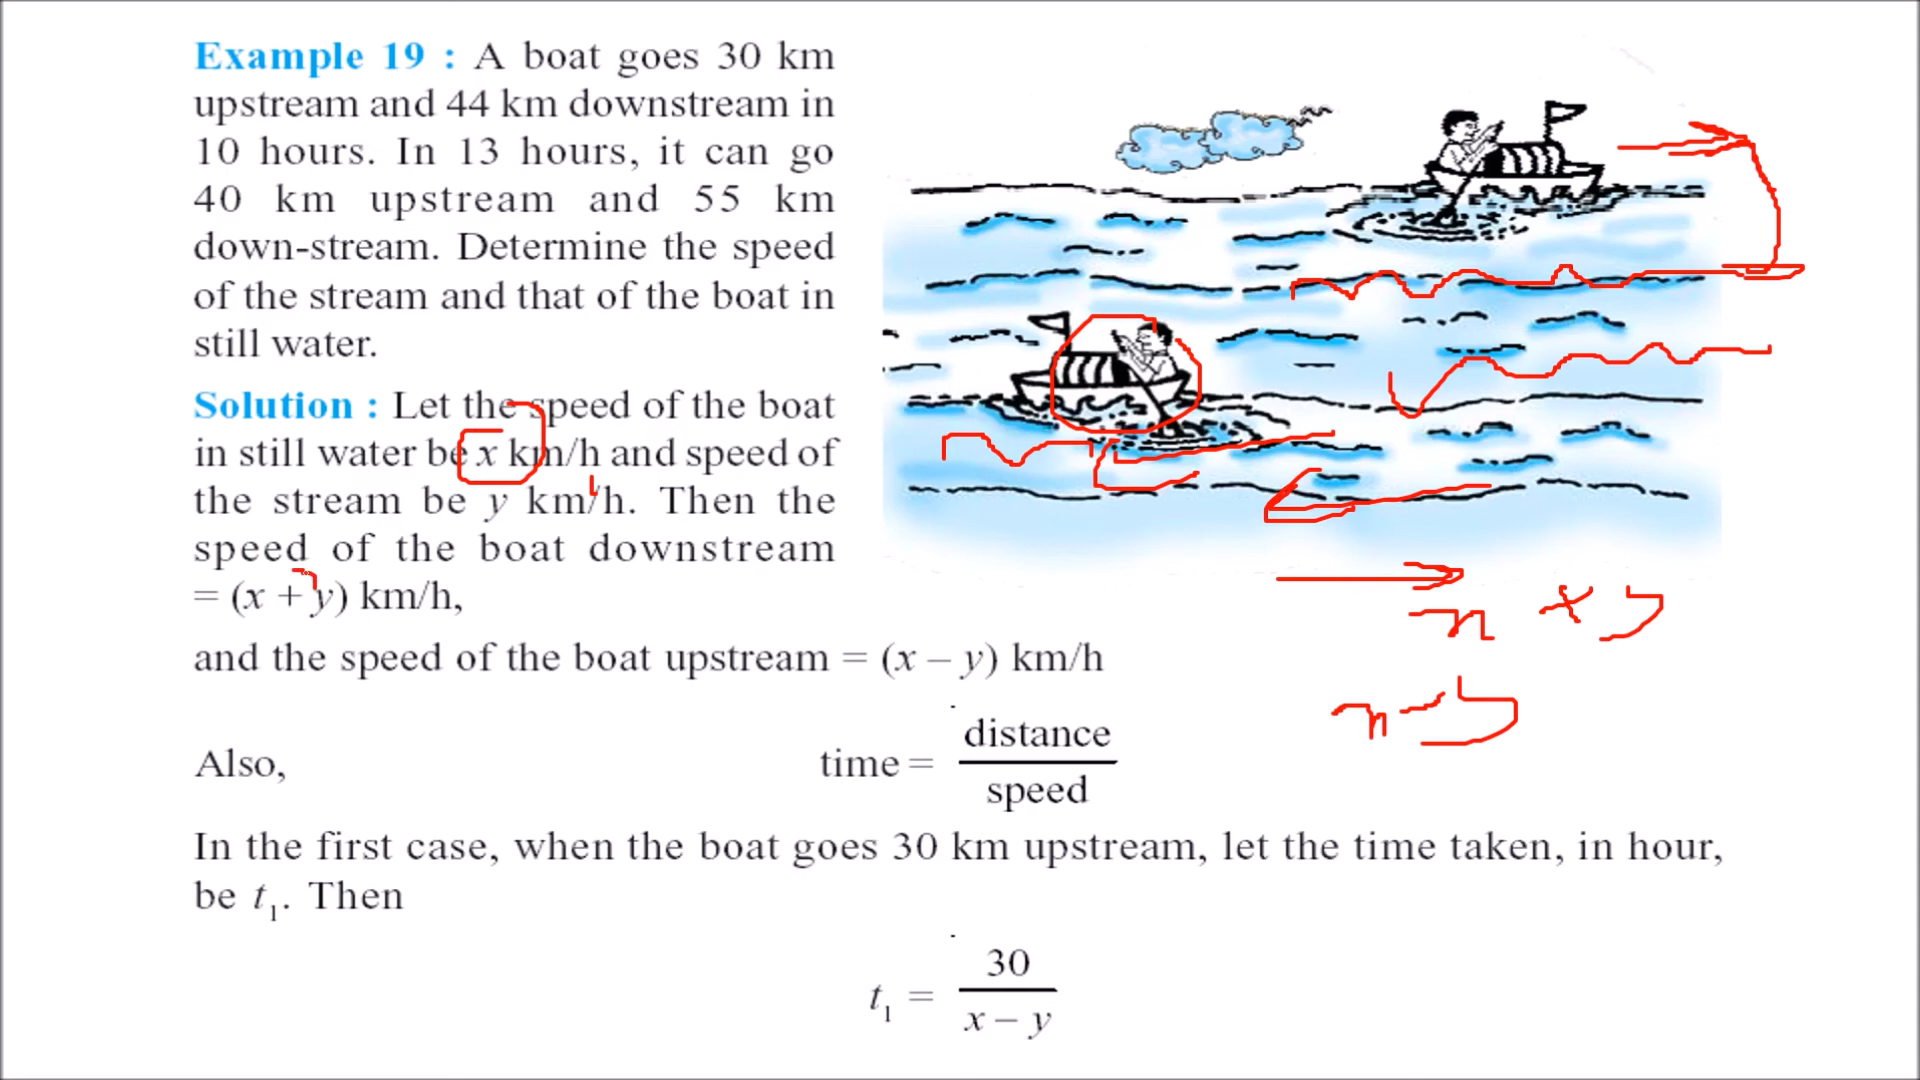 Example 19 : A boat goes 30 km
upstream and 44 km downstream in
10 hours. In 13 hours, it can go
40 km upstream and 55 km
down-stream. Determine the speed
of the stream and that of the boat in
still water.
Solution : Let the speed of the boat
in still water be x km/h and speed of
the stream be y km/h. Then the
speed of the boat downstream
= (x + y) km/h,
x + y
and the speed of the boat upstream = (x – y) km/h
x – y
Also, time = distance / speed
In the first case, when the boat goes 30 km upstream, let the time taken, in hour,
be t₁. Then
t₁ = 30 / x – y